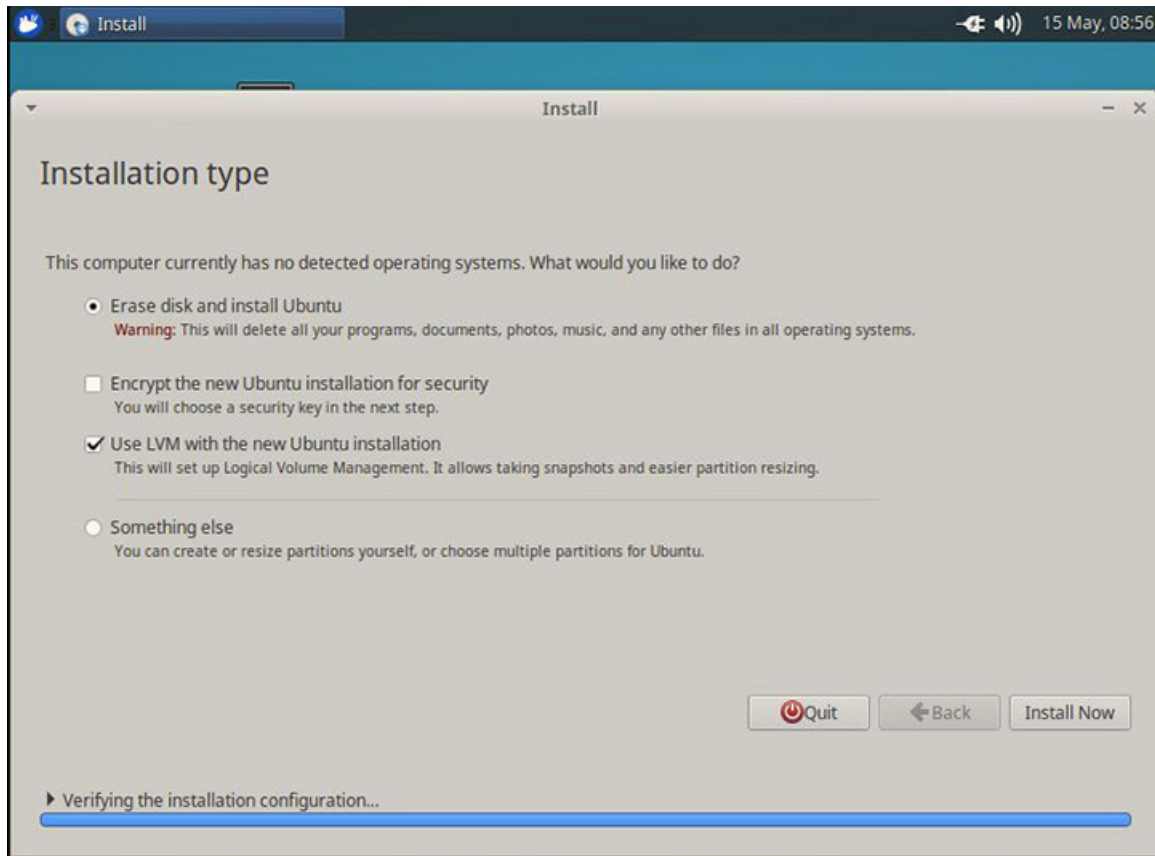 Install
15 May, 08:56
Install
Installation type
This computer currently has no detected operating systems. What would you like to do?
Erase disk and install Ubuntu
Warning: This will delete all your programs, documents, photos, music, and any other files in all operating systems.
Encrypt the new Ubuntu installation for security
You will choose a security key in the next step.
Use LVM with the new Ubuntu installation
This will set up Logical Volume Management. It allows taking snapshots and easier partition resizing.
Something else
You can create or resize partitions yourself, or choose multiple partitions for Ubuntu.
Quit
Back
Install Now
Verifying the installation configuration...